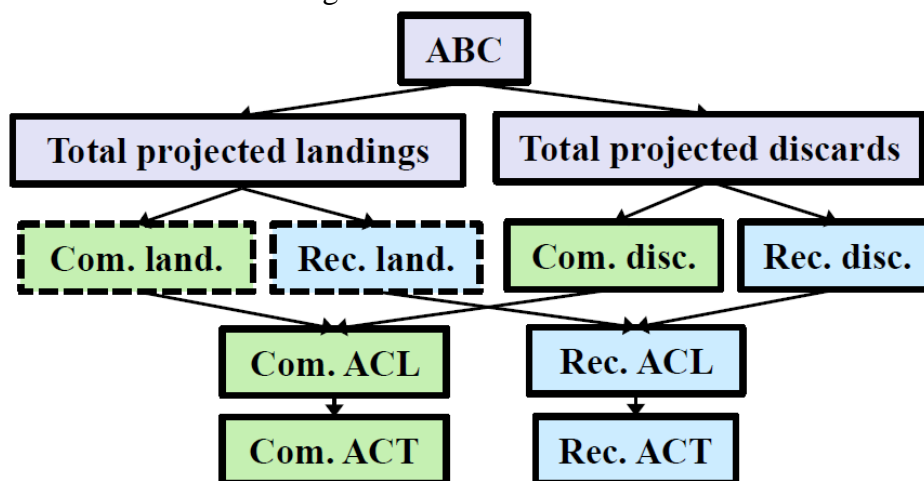 ABC
Total projected landings
Total projected discards
Com. land.
Rec. land.
Com. disc.
Rec. disc.
Com. ACL
Rec. ACL
Com. ACT
Rec. ACT